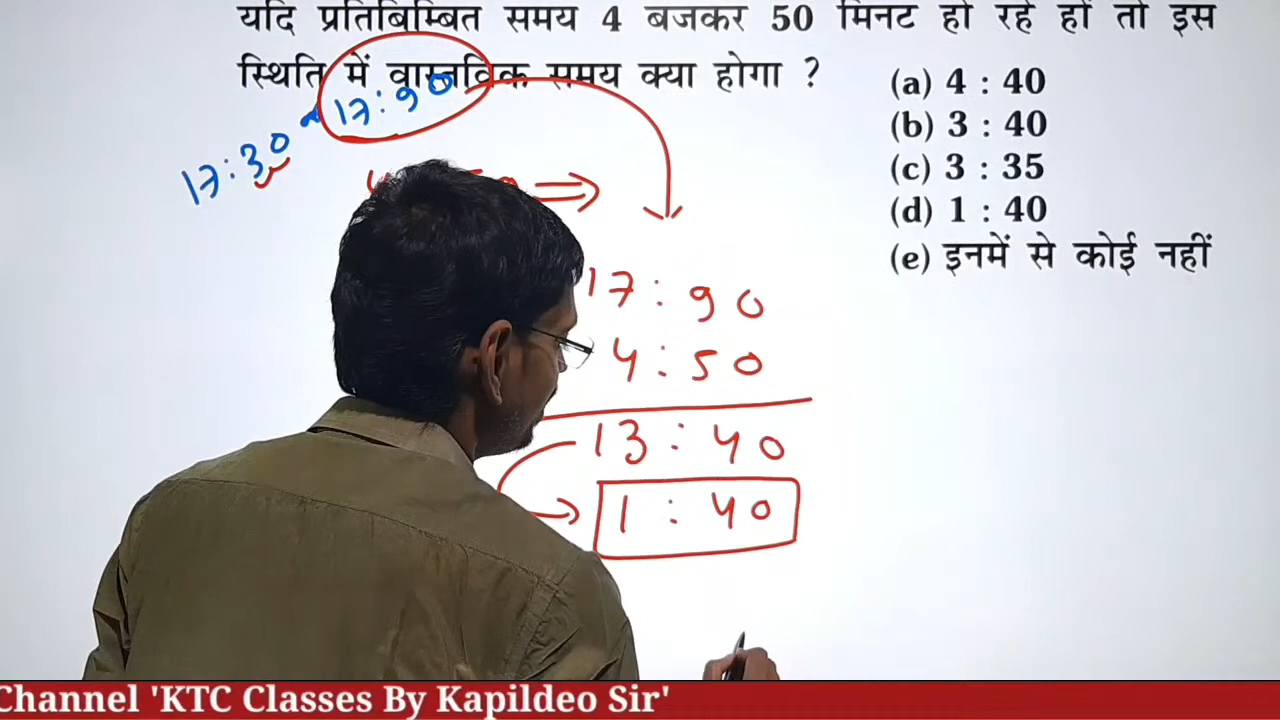 यदि प्रतिबिम्बित समय 4 बजकर 50 मिनट हो रहे हों तो इस
स्थिति में वास्तविक समय क्या होगा ?
(a) 4 : 40
(b) 3 : 40
(c) 3 : 35
(d) 1 : 40
(e) इनमें से कोई नहीं
17:90
17:30
17:90
4:50
13:40
1:40
Channel 'KTC Classes By Kapildeo Sir'